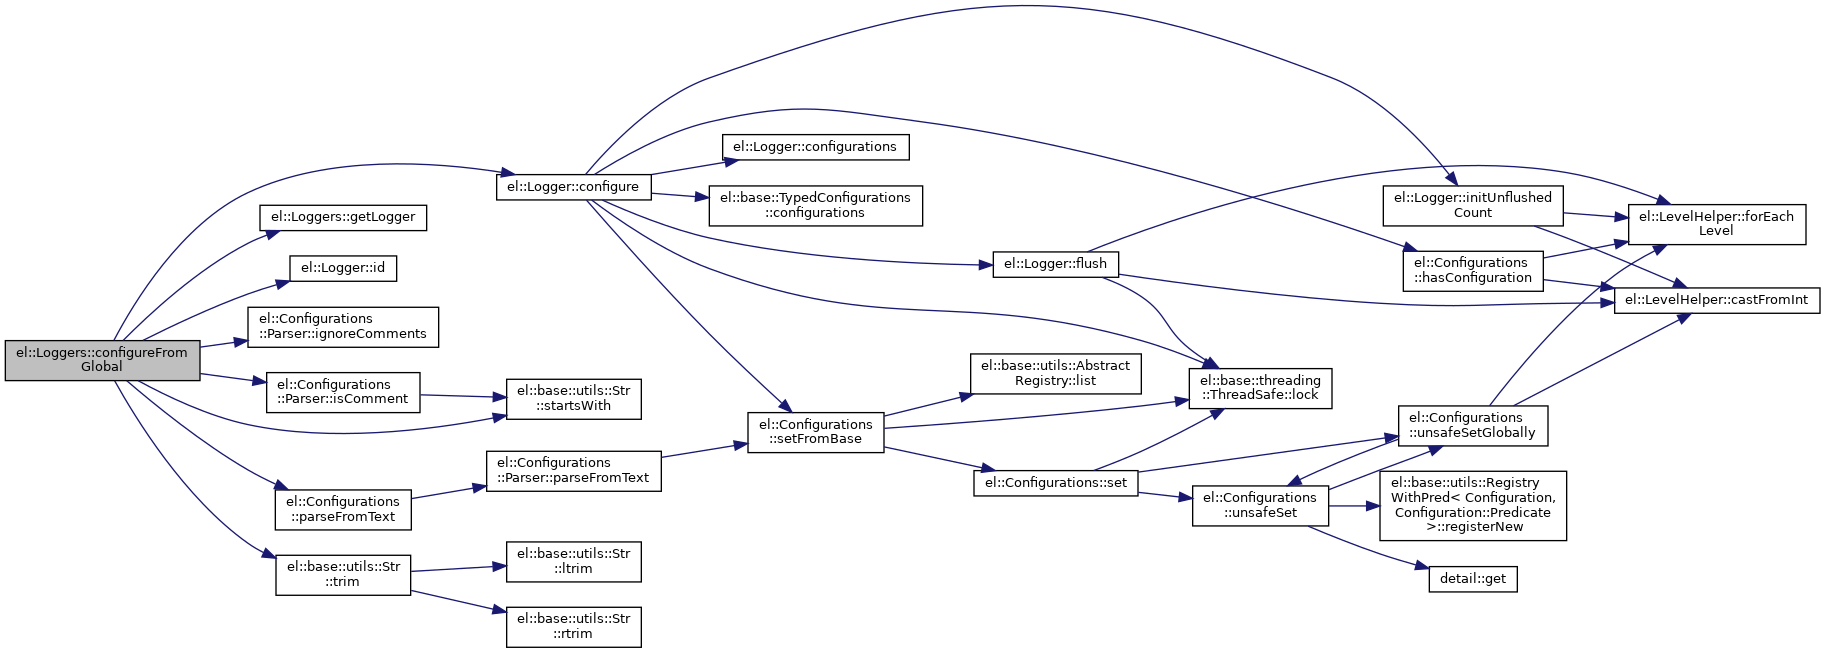 el::Loggers::configureFrom
Global
el::Logger::configure
el::Loggers::getLogger
el::Logger::id
el::Configurations
::Parser::ignoreComments
el::Configurations
::Parser::isComment
el::base::utils::Str
::startsWith
el::Configurations
::parseFromText
el::Configurations
::Parser::parseFromText
el::base::utils::Str
::trim
el::base::utils::Str
::ltrim
el::base::utils::Str
::rtrim
el::Logger::configurations
el::base::TypedConfigurations
::configurations
el::Logger::flush
el::Configurations
::setFromBase
el::base::utils::Abstract
Registry::list
el::base::threading
::ThreadSafe::lock
el::Configurations::set
el::Configurations
::unsafeSet
el::Logger::initUnflushed
Count
el::Configurations
::hasConfiguration
el::LevelHelper::forEach
Level
el::LevelHelper::castFromInt
el::Configurations
::unsafeSetGlobally
el::base::utils::Registry
WithPred< Configuration,
Configuration::Predicate
>::registerNew
detail::get